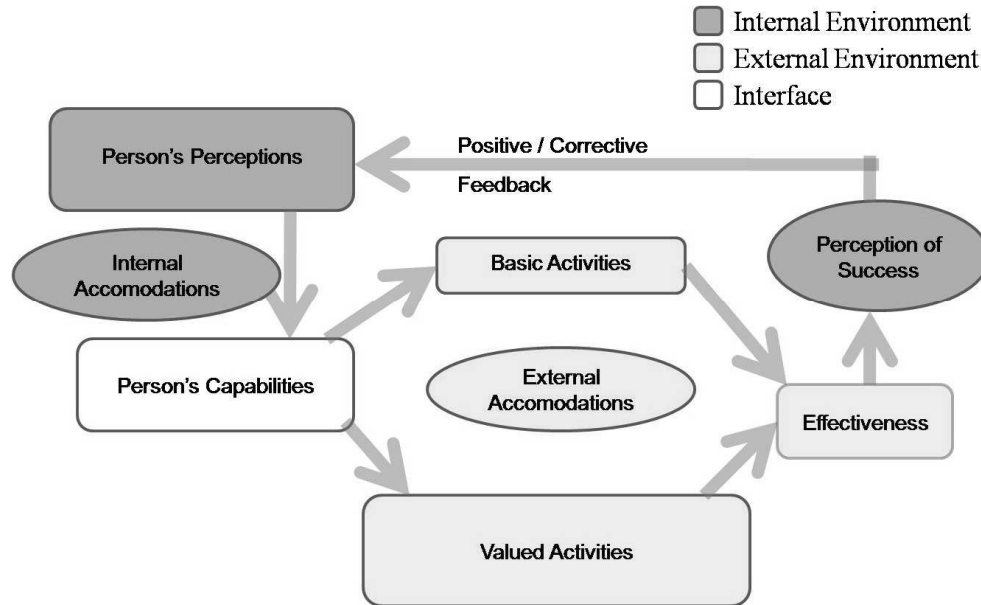 Internal Environment
External Environment
Interface
Person's Perceptions
Positive / Corrective
Feedback
Internal
Accomodations
Basic Activities
Perception of
Success
Person's Capabilities
External
Accomodations
Effectiveness
Valued Activities